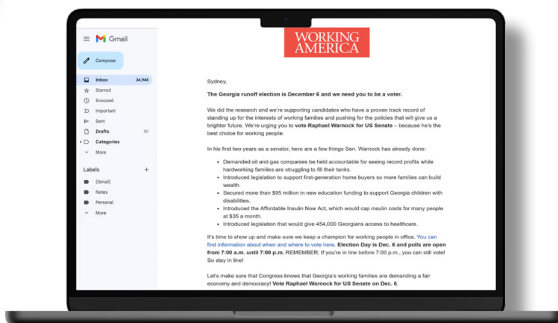 Gmail
Compose
Inbox 34,948
Starred
Snoozed
Important
Sent
Drafts
Categories
More
Labels +
[Gmail]
Notes
Personal
More
WORKING
AMERICA
Sydney,
The Georgia runoff election is December 6 and we need you to be a voter.
We did the research and we're supporting candidates who have a proven track record of
standing up for the interests of working families and pushing for the policies that will give us a
brighter future. We're urging you to vote Raphael Warnock for US Senate – because he's the
best choice for working people.
In his first two years as a senator, here are a few things Sen. Warnock has already done:
• Demanded oil and gas companies be held accountable for seeing record profits while
hardworking families are struggling to fill their tanks.
• Introduced legislation to support first-generation home buyers so more families can build
wealth.
• Secured more than $95 million in new education funding to support Georgia children with
disabilities.
• Introduced the Affordable Insulin Now Act, which would cap insulin costs for many people
at $35 a month.
• Introduced legislation that would give 454,000 Georgians access to healthcare.
It's time to show up and make sure we keep a champion for working people in office. You can
find information about when and where to vote here. Election Day is Dec. 6 and polls are open
from 7:00 a.m. until 7:00 p.m. REMEMBER: If you're in line before 7:00 p.m., you can still vote!
So stay in line!
Let's make sure that Congress knows that Georgia's working families are demanding a fair
economy and democracy! Vote Raphael Warnock for US Senate on Dec. 6.